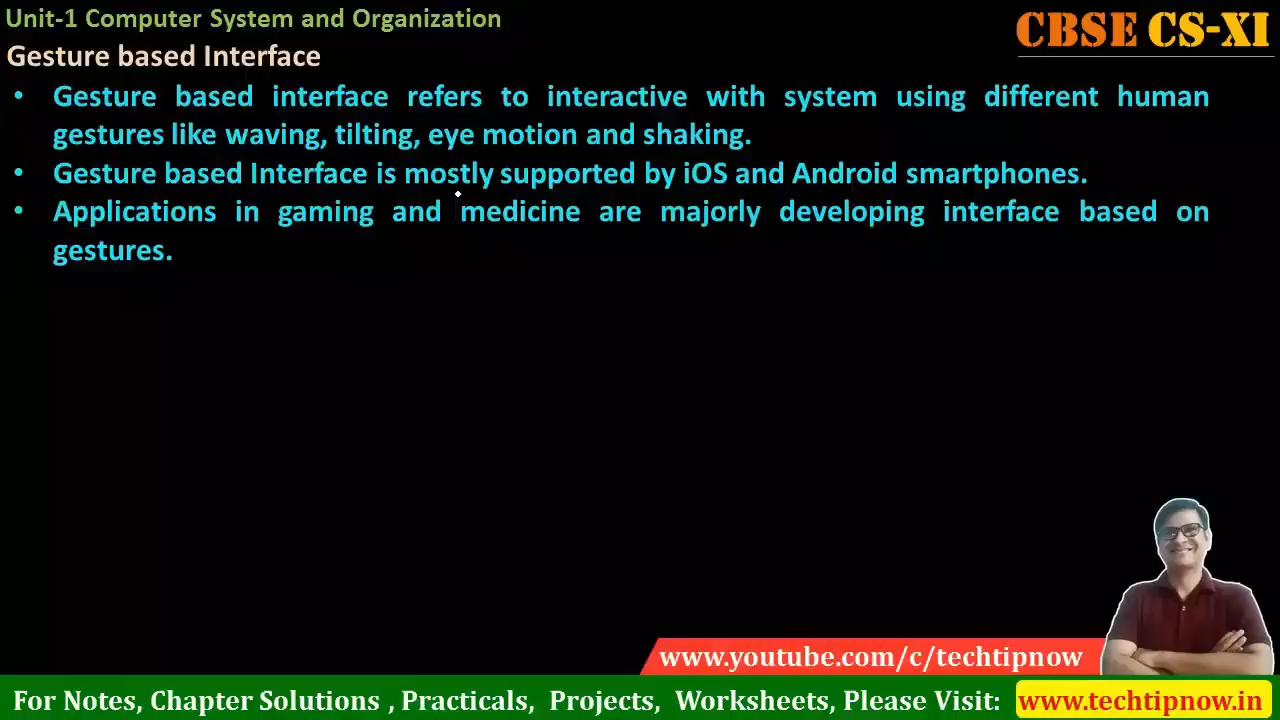 Unit-1 Computer System and Organization
CBSE CS-XI
Gesture based Interface
• Gesture based interface refers to interactive with system using different human
gestures like waving, tilting, eye motion and shaking.
• Gesture based Interface is mostly supported by iOS and Android smartphones.
• Applications in gaming and medicine are majorly developing interface based on
gestures.
www.youtube.com/c/techtipnow
For Notes, Chapter Solutions , Practicals, Projects, Worksheets, Please Visit: www.techtipnow.in